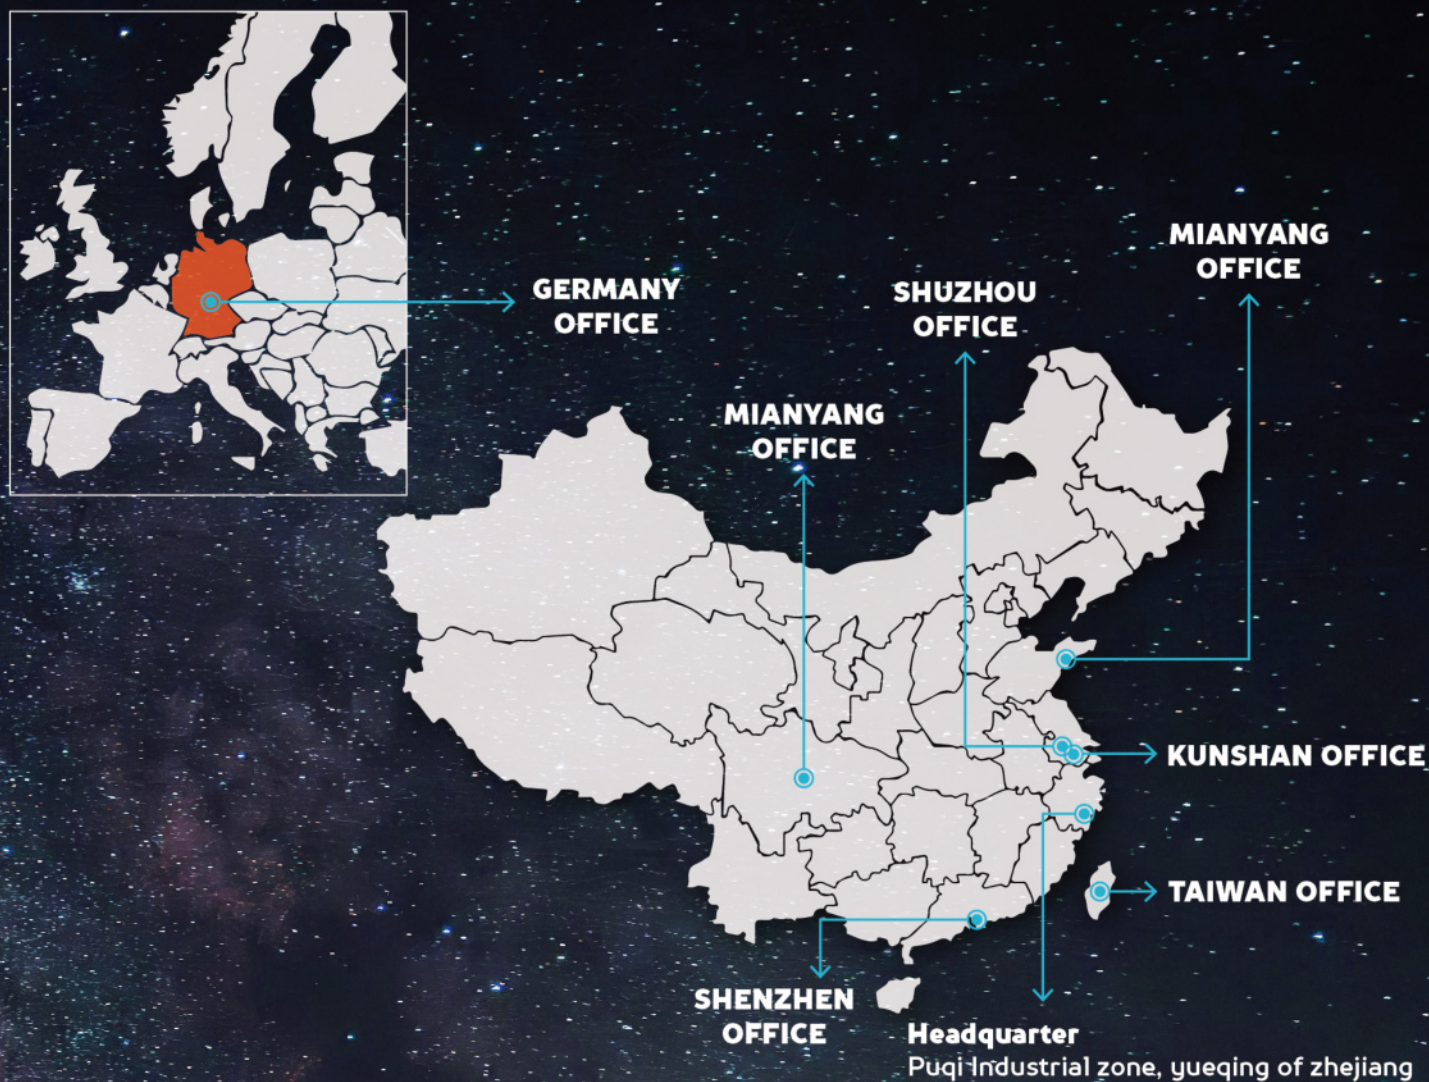 GERMANY
OFFICE
MIANYANG
OFFICE
SHUZHOU
OFFICE
MIANYANG
OFFICE
KUNSHAN OFFICE
TAIWAN OFFICE
SHENZHEN
OFFICE
Headquarter
Puqi Industrial zone, yueqing of zhejiang